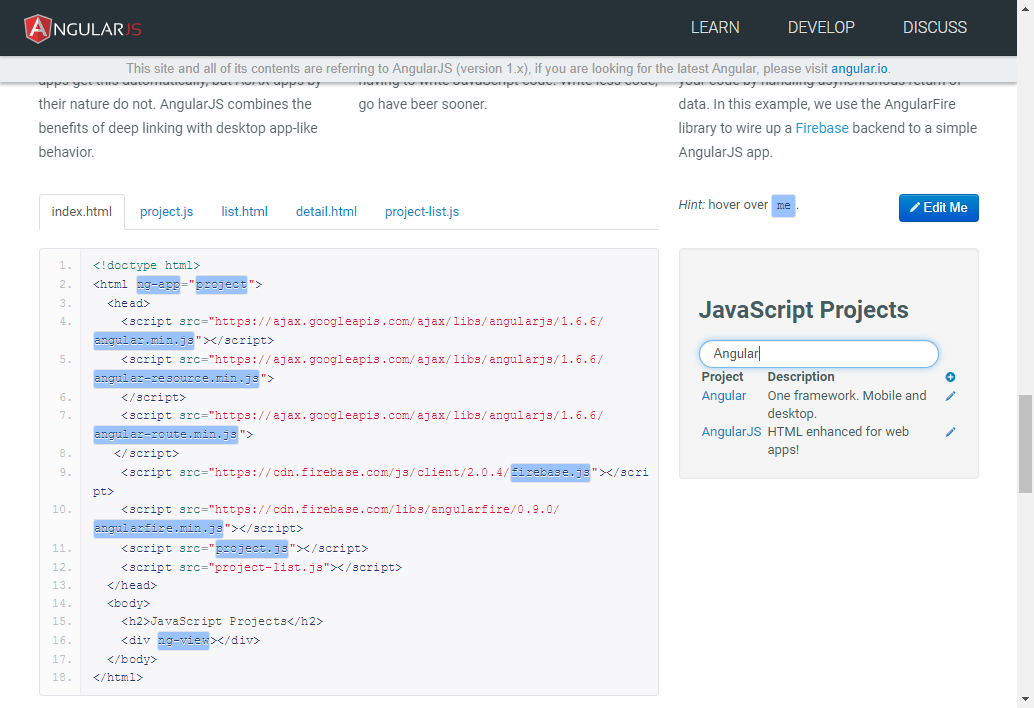 ANGULARJS
LEARN
DEVELOP
DISCUSS
This site and all of its contents are referring to AngularJS (version 1.x), if you are looking for the latest Angular, please visit angular.io.
their nature do not. AngularJS combines the
benefits of deep linking with desktop app-like
behavior.
go have beer sooner.
data. In this example, we use the AngularFire
library to wire up a Firebase backend to a simple
AngularJS app.
index.html
project.js
list.html
detail.html
project-list.js
Hint: hover over me.
Edit Me
1. <!doctype html>
2. <html ng-app="project">
3. <head>
4. <script src="https://ajax.googleapis.com/ajax/libs/angularjs/1.6.6/
angular.min.js"></script>
5. <script src="https://ajax.googleapis.com/ajax/libs/angularjs/1.6.6/
angular-resource.min.js">
6. </script>
7. <script src="https://ajax.googleapis.com/ajax/libs/angularjs/1.6.6/
angular-route.min.js">
8. </script>
9. <script src="https://cdn.firebase.com/js/client/2.0.4/firebase.js"></scri
pt>
10. <script src="https://cdn.firebase.com/libs/angularfire/0.9.0/
angularfire.min.js"></script>
11. <script src="project.js"></script>
12. <script src="project-list.js"></script>
13. </head>
14. <body>
15. <h2>JavaScript Projects</h2>
16. <div ng-view></div>
17. </body>
18. </html>
JavaScript Projects
Angular
Project Description
Angular One framework. Mobile and
desktop.
AngularJS HTML enhanced for web
apps!